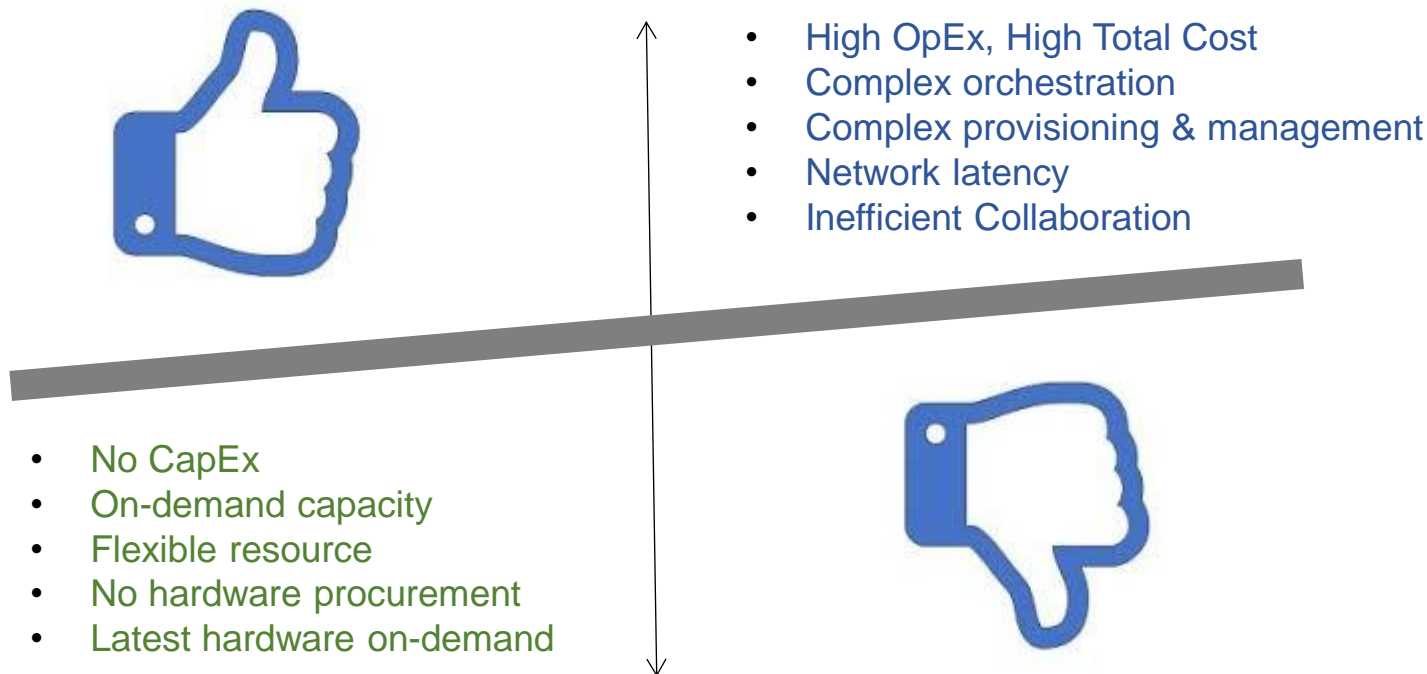 • High OpEx, High Total Cost
• Complex orchestration
• Complex provisioning & management
• Network latency
• Inefficient Collaboration
• No CapEx
• On-demand capacity
• Flexible resource
• No hardware procurement
• Latest hardware on-demand